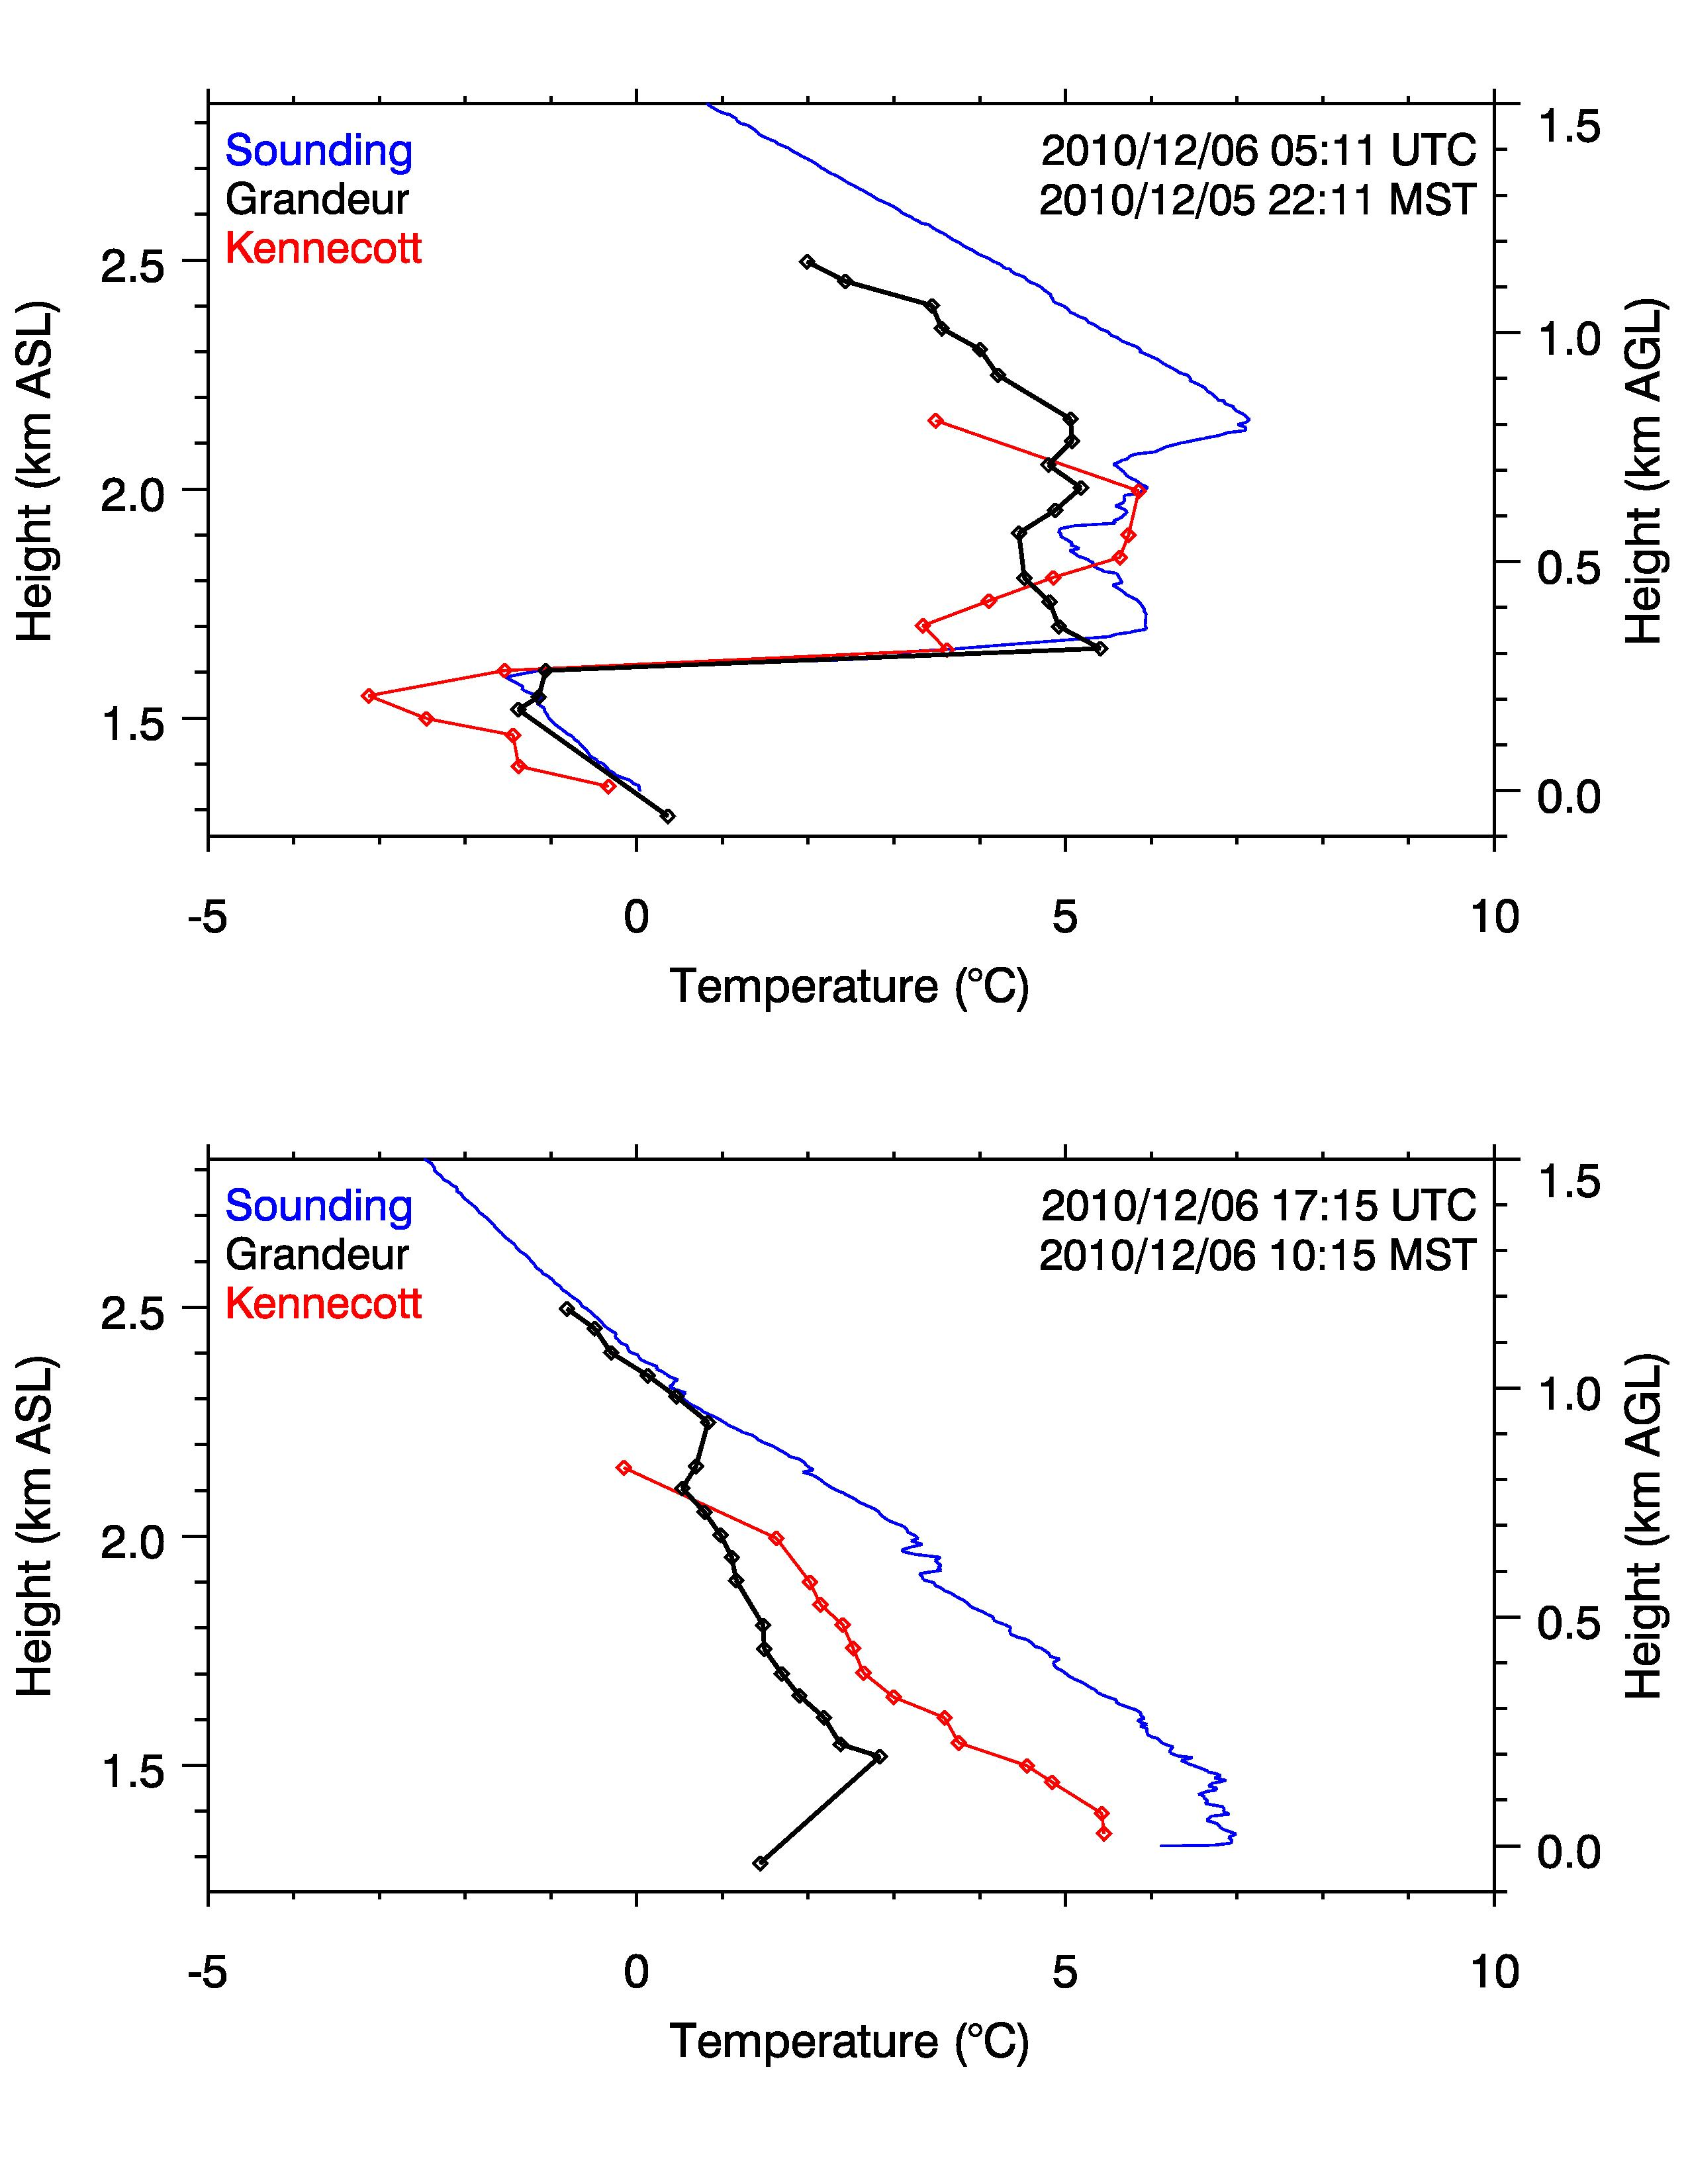 Sounding
Grandeur
Kennecott
2010/12/06 05:11 UTC
2010/12/05 22:11 MST
Height (km ASL)
2.5
2.0
1.5
Height (km AGL)
1.5
1.0
0.5
0.0
-5 0 5 10
Temperature (°C)
Sounding
Grandeur
Kennecott
2010/12/06 17:15 UTC
2010/12/06 10:15 MST
Height (km ASL)
2.5
2.0
1.5
Height (km AGL)
1.5
1.0
0.5
0.0
-5 0 5 10
Temperature (°C)